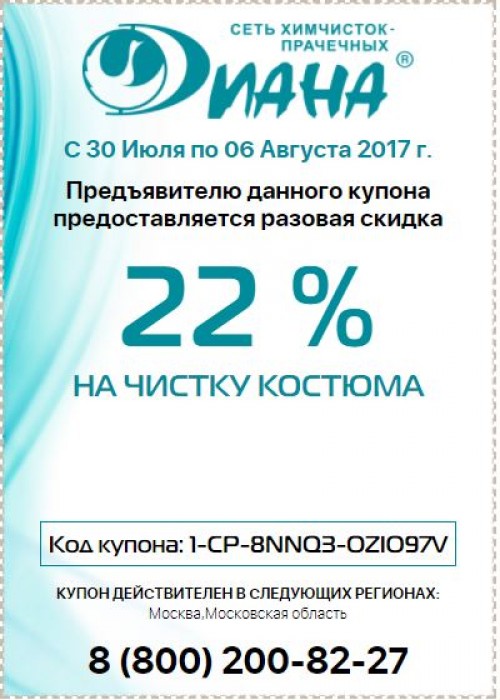 СЕТЬ ХИМЧИСТОК-
ПРАЧЕЧНЫХ
ДИАНА®
С 30 Июля по 06 Августа 2017 г.
Предъявителю данного купона
предоставляется разовая скидка
22 %
НА ЧИСТКУ КОСТЮМА
Код купона: 1-CP-8NNQ3-OZIO97V
КУПОН ДЕЙСТВИТЕЛЕН В СЛЕДУЮЩИХ РЕГИОНАХ:
Москва,Московская область
8 (800) 200-82-27